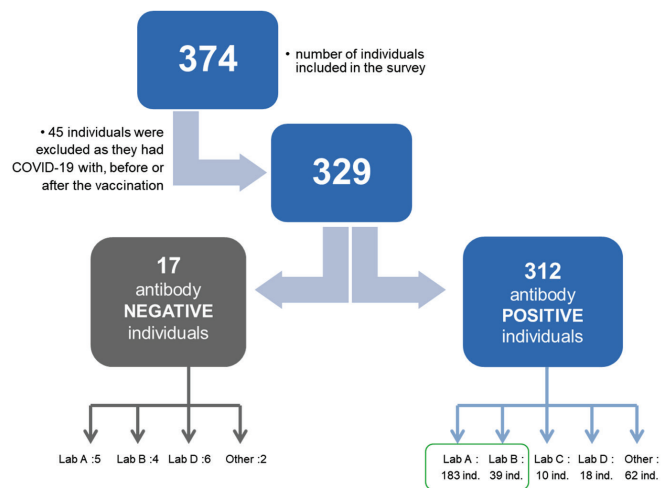 374
• number of individuals
included in the survey
• 45 individuals were
excluded as they had
COVID-19 with, before or
after the vaccination
329
17
antibody
NEGATIVE
individuals
312
antibody
POSITIVE
individuals
Lab A :5 Lab B :4 Lab D :6 Other :2
Lab A : Lab B : Lab C : Lab D : Other :
183 ind. 39 ind. 10 ind. 18 ind. 62 ind.